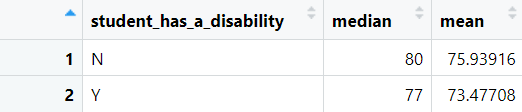 student_has_a_disability median mean
1 N 80 75.93916
2 Y 77 73.47708